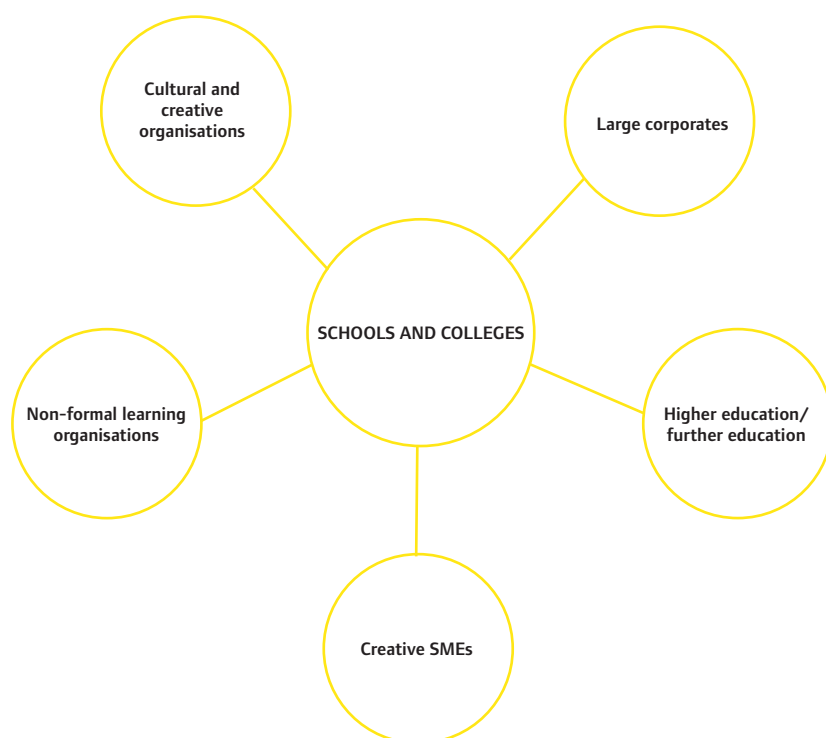 Cultural and
creative
organisations
Large corporates
SCHOOLS AND COLLEGES
Non-formal learning
organisations
Higher education/
further education
Creative SMEs